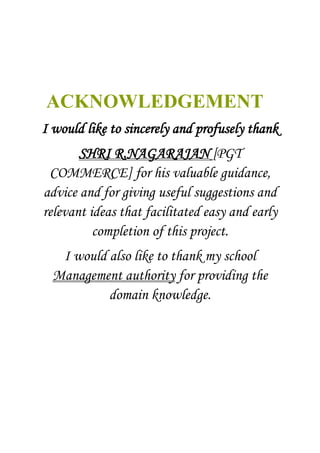 ACKNOWLEDGEMENT
I would like to sincerely and profusely thank
SHRI R.NAGARAJAN [PGT
COMMERCE] for his valuable guidance,
advice and for giving useful suggestions and
relevant ideas that facilitated easy and early
completion of this project.
I would also like to thank my school
Management authority for providing the
domain knowledge.